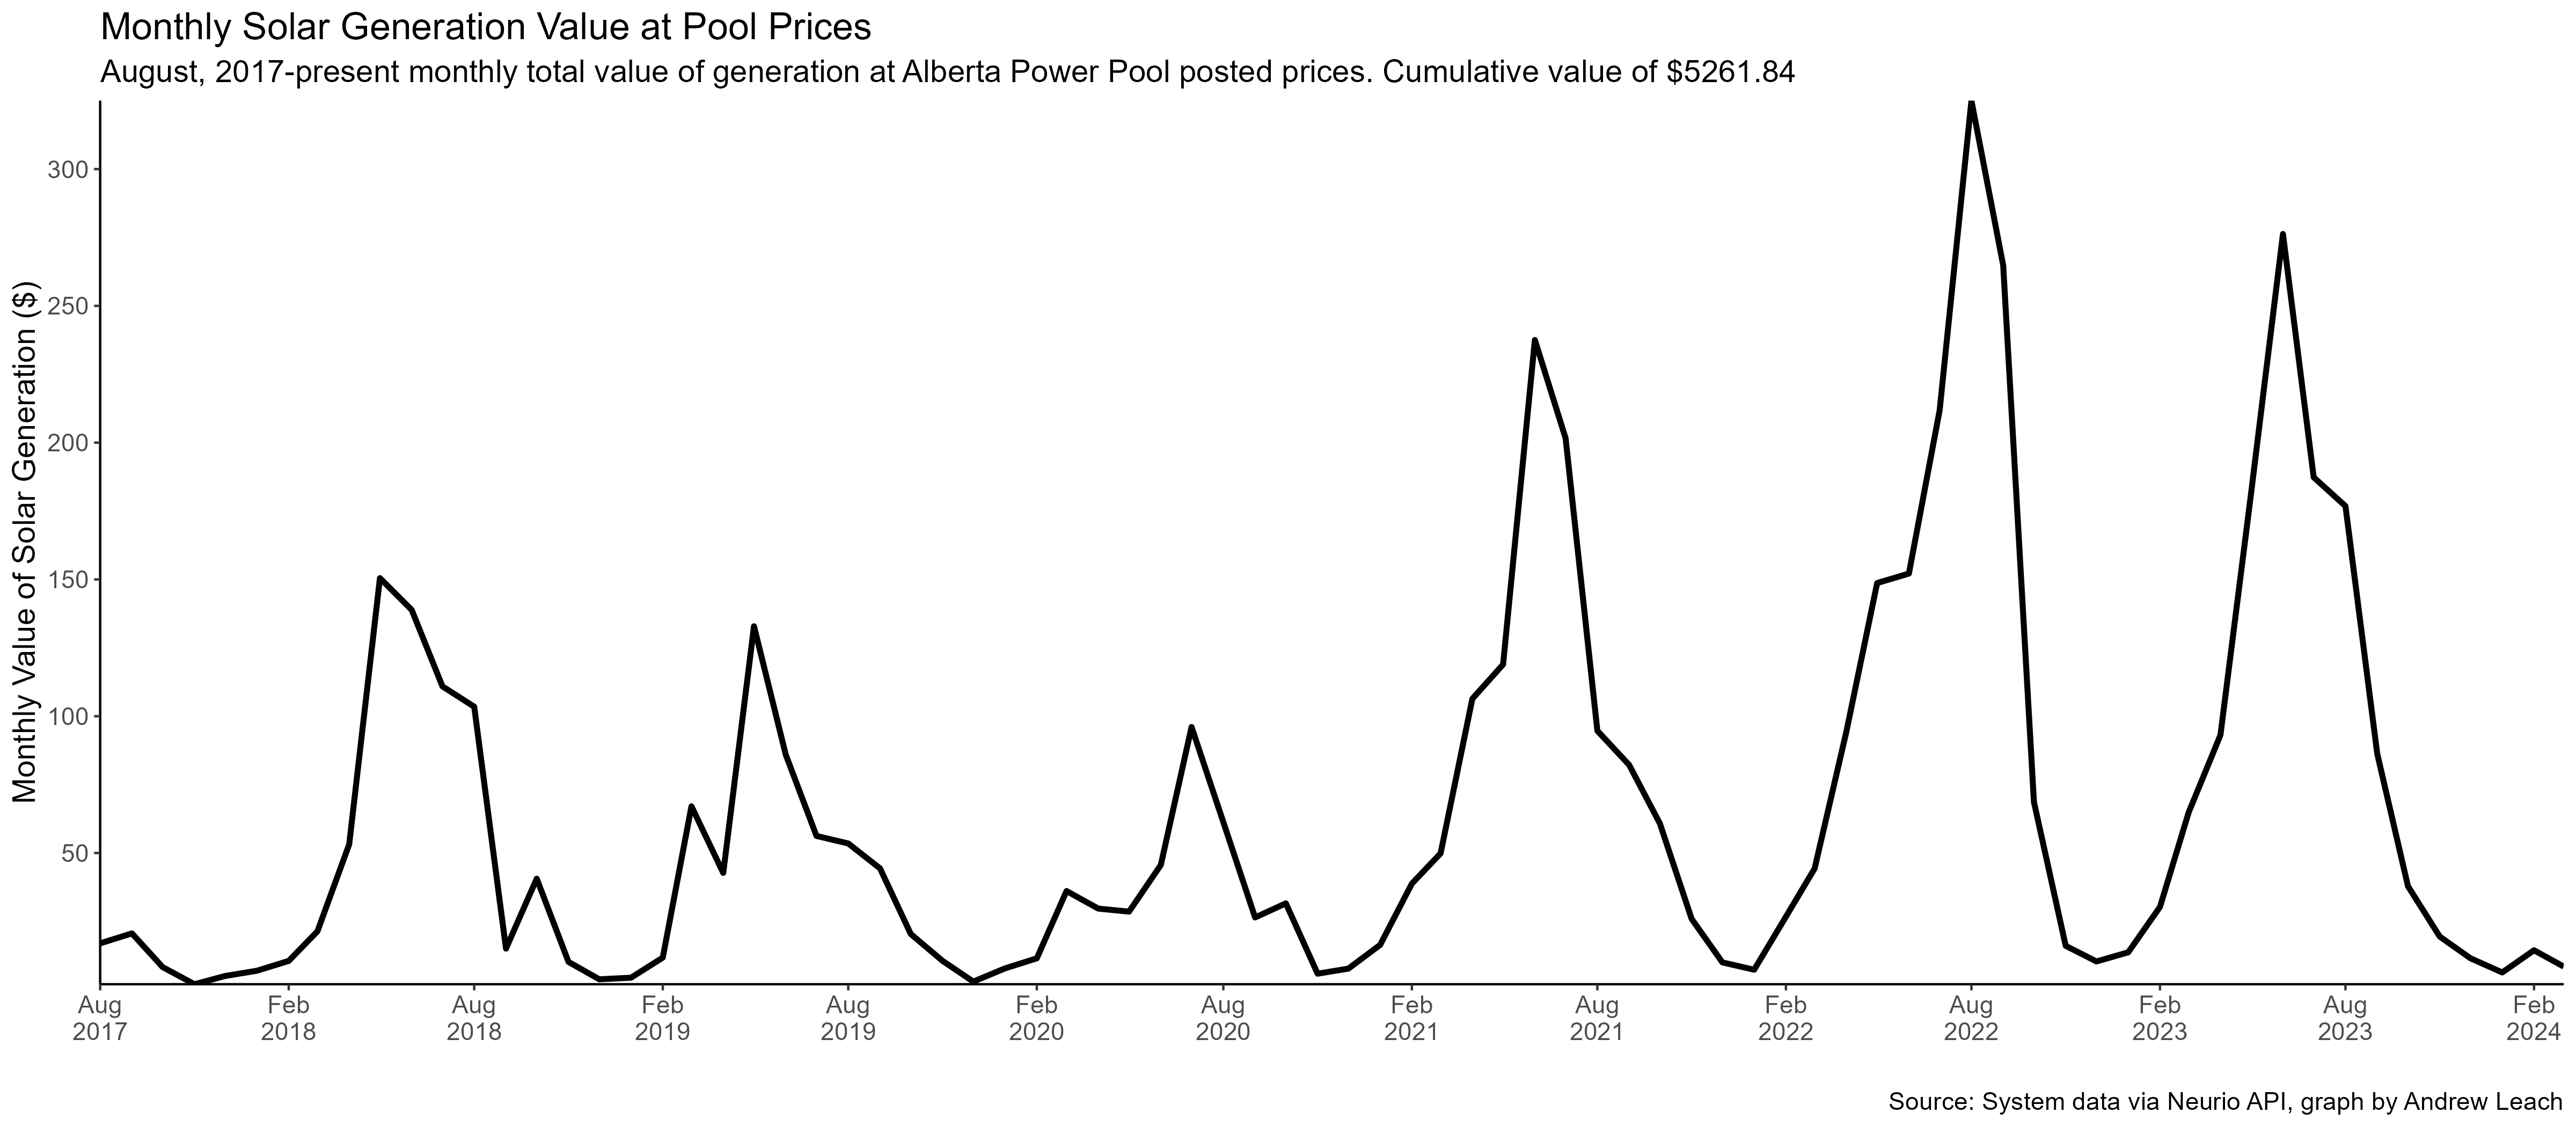 Monthly Solar Generation Value at Pool Prices
August, 2017-present monthly total value of generation at Alberta Power Pool posted prices. Cumulative value of $5261.84
Monthly Value of Solar Generation ($)
300
250
200
150
100
50
Aug Feb Aug Feb Aug Feb Aug Feb Aug Feb Aug Feb Aug Feb
2017 2018 2018 2019 2019 2020 2020 2021 2021 2022 2022 2023 2023 2024
Source: System data via Neurio API, graph by Andrew Leach